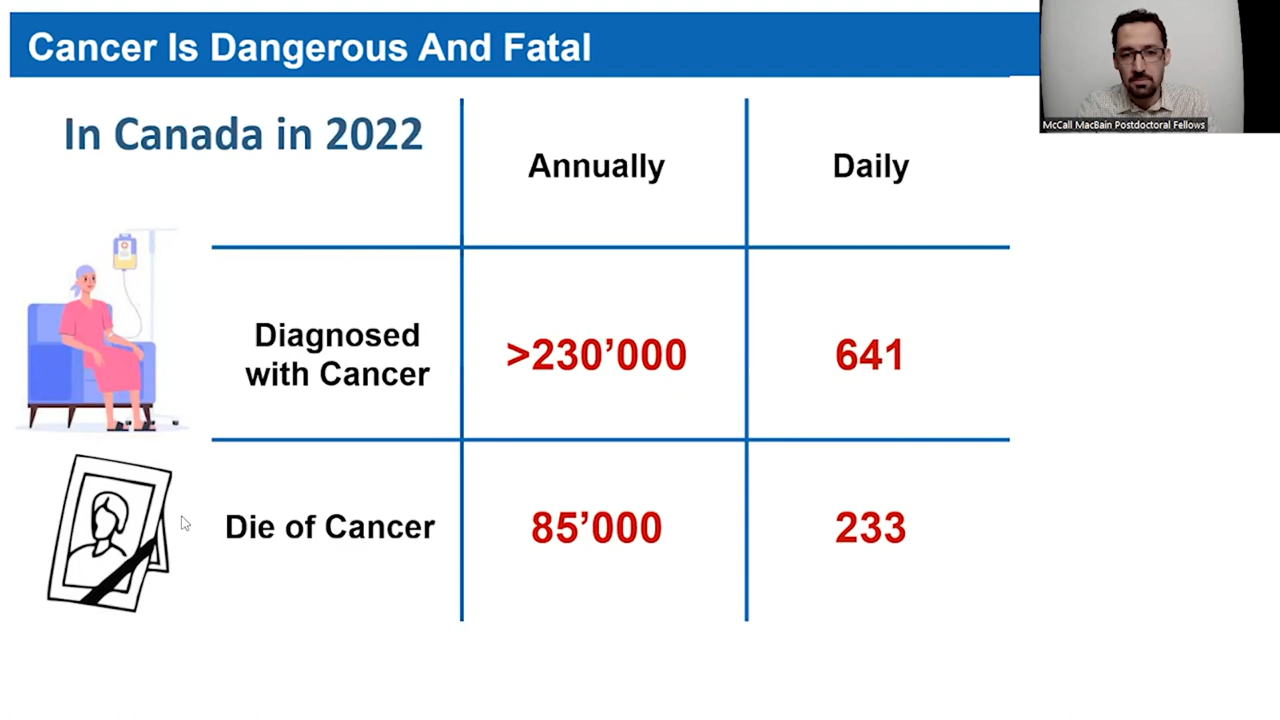 Cancer Is Dangerous And Fatal
McCall MacBain Postdoctoral Fellows
In Canada in 2022
Annually
Daily
Diagnosed
with Cancer
>230’000
641
Die of Cancer
85’000
233